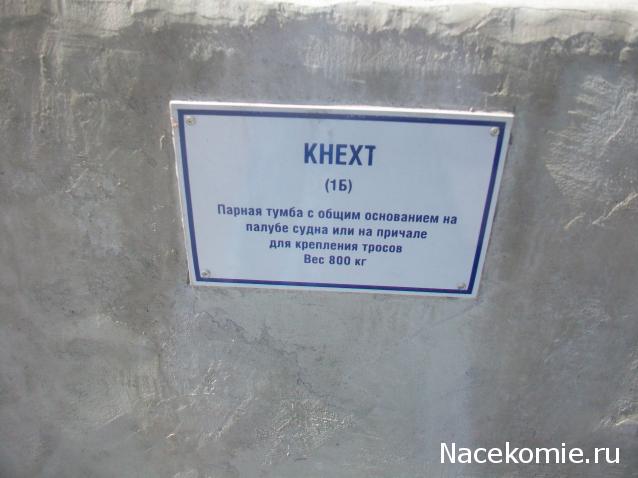 КНЕХТ
(1Б)
Парная тумба с общим основанием на
палубе судна или на причале
для крепления тросов
Вес 800 кг
Nacekomie.ru